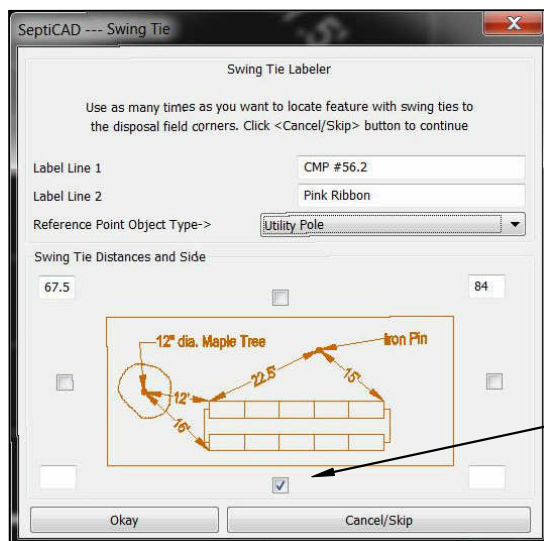 SeptiCAD --- Swing Tie
Swing Tie Labeler
Use as many times as you want to locate feature with swing ties to
the disposal field corners. Click <Cancel/Skip> button to continue
Label Line 1
CMP #56.2
Label Line 2
Pink Ribbon
Reference Point Object Type->
Utility Pole
Swing Tie Distances and Side
67.5
84
12" dia. Maple Tree
Iron Pin
22.5'
15'
12'
16'
Okay
Cancel/Skip